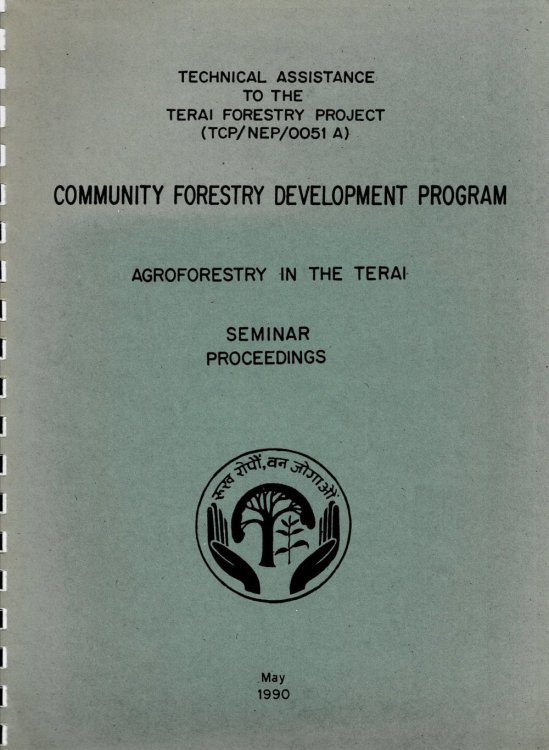 TECHNICAL ASSISTANCE
TO THE
TERAI FORESTRY PROJECT
(TCP/NEP/0051 A)
COMMUNITY FORESTRY DEVELOPMENT PROGRAM
AGROFORESTRY IN THE TERAI
SEMINAR
PROCEEDINGS
रूख रोपौं, वन जोगाऔं
May
1990